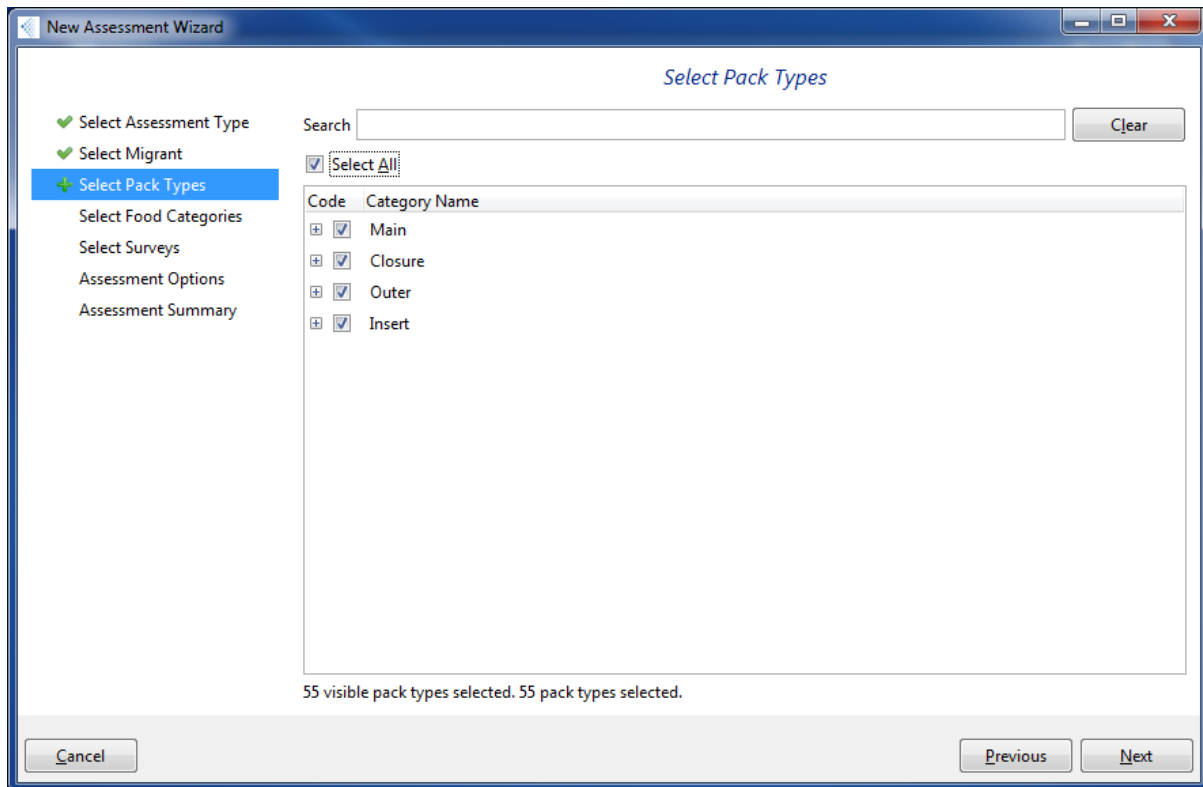 New Assessment Wizard
Select Pack Types
Select Assessment Type
Select Migrant
Select Pack Types
Select Food Categories
Select Surveys
Assessment Options
Assessment Summary
Search
Clear
Select All
Code Category Name
Main
Closure
Outer
Insert
55 visible pack types selected. 55 pack types selected.
Cancel
Previous
Next